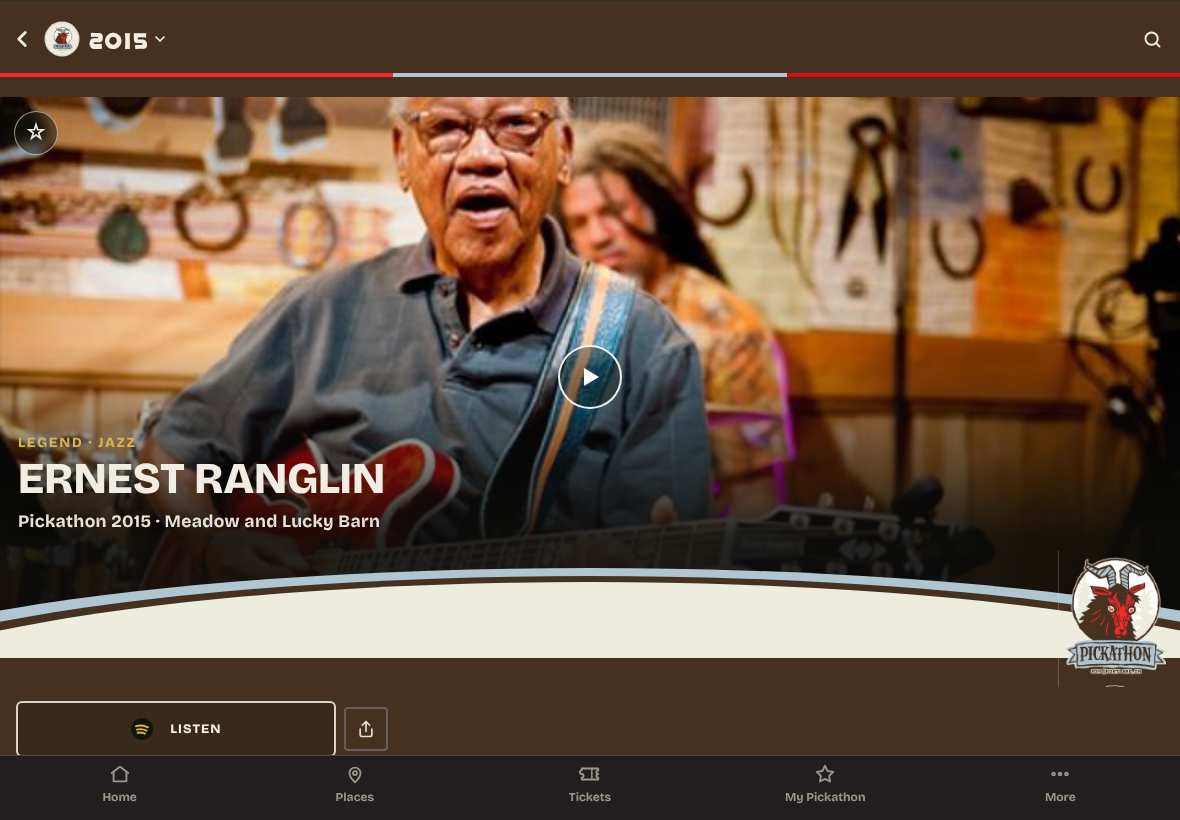 2015
LEGEND · JAZZ
ERNEST RANGLIN
Pickathon 2015 · Meadow and Lucky Barn
PICKATHON
LISTEN
Home
Places
Tickets
My Pickathon
More